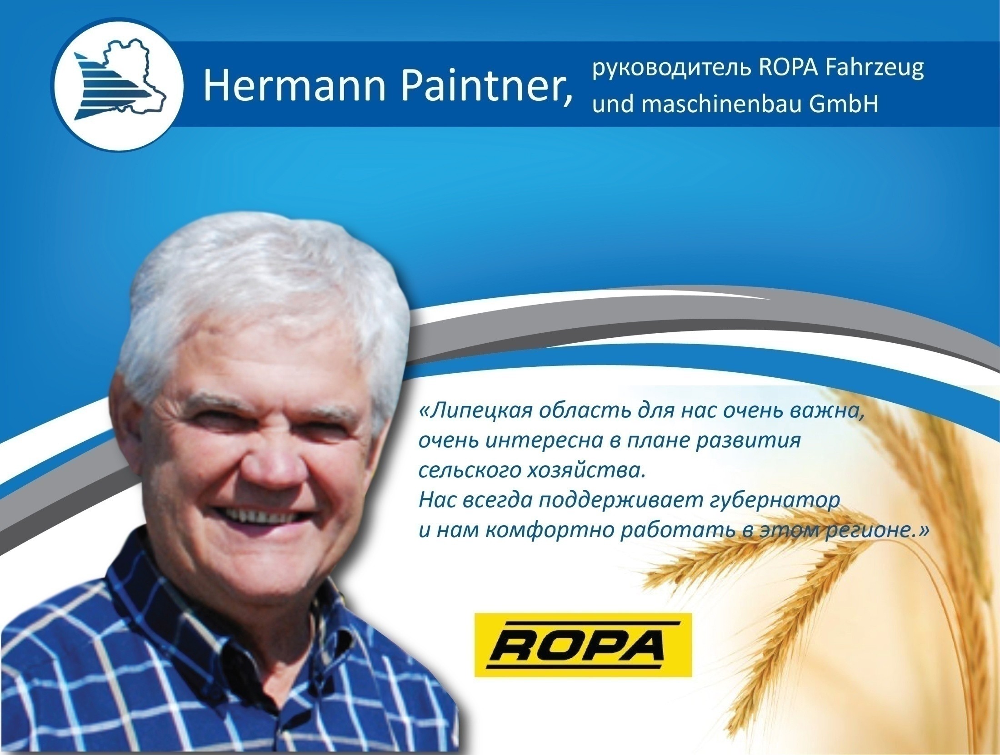 Hermann Paintner,
руководитель ROPA Fahrzeug
und maschinenbau GmbH
«Липецкая область для нас очень важна,
очень интересна в плане развития
сельского хозяйства.
Нас всегда поддерживает губернатор
и нам комфортно работать в этом регионе.»
ROPA